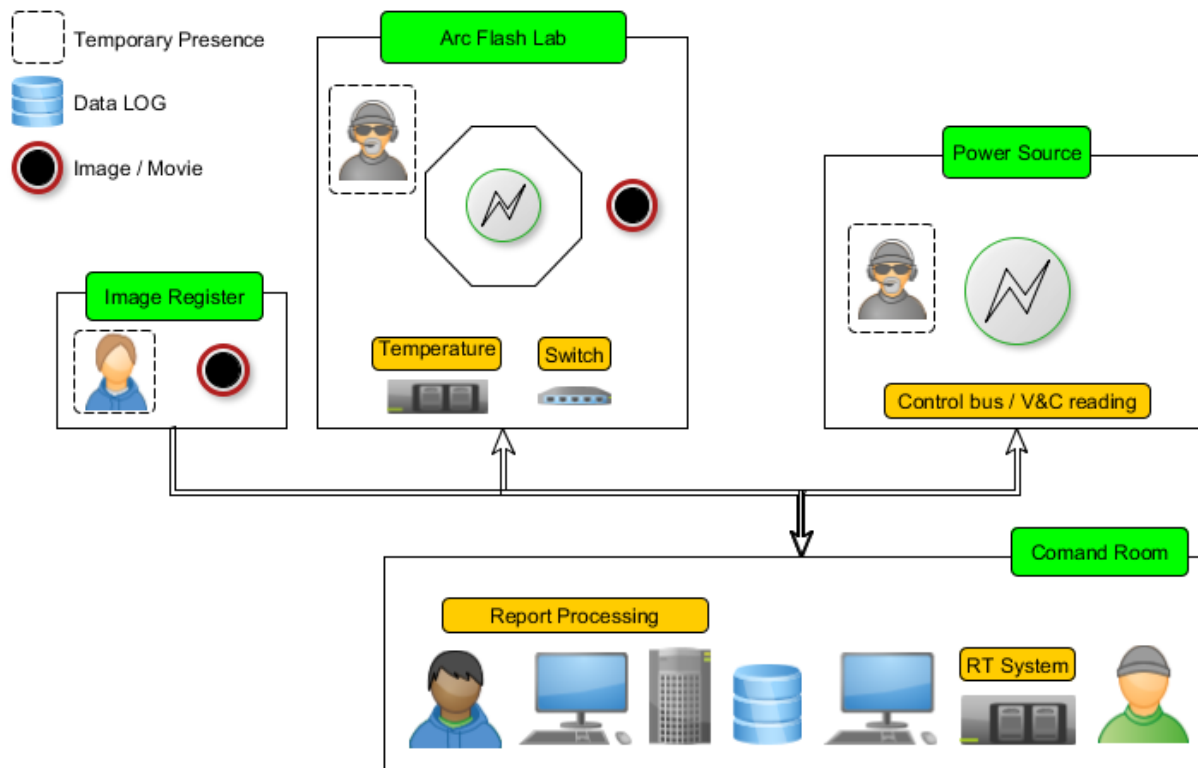 Temporary Presence
Data LOG
Image / Movie
Arc Flash Lab
Power Source
Image Register
Temperature
Switch
Control bus / V&C reading
Comand Room
Report Processing
RT System